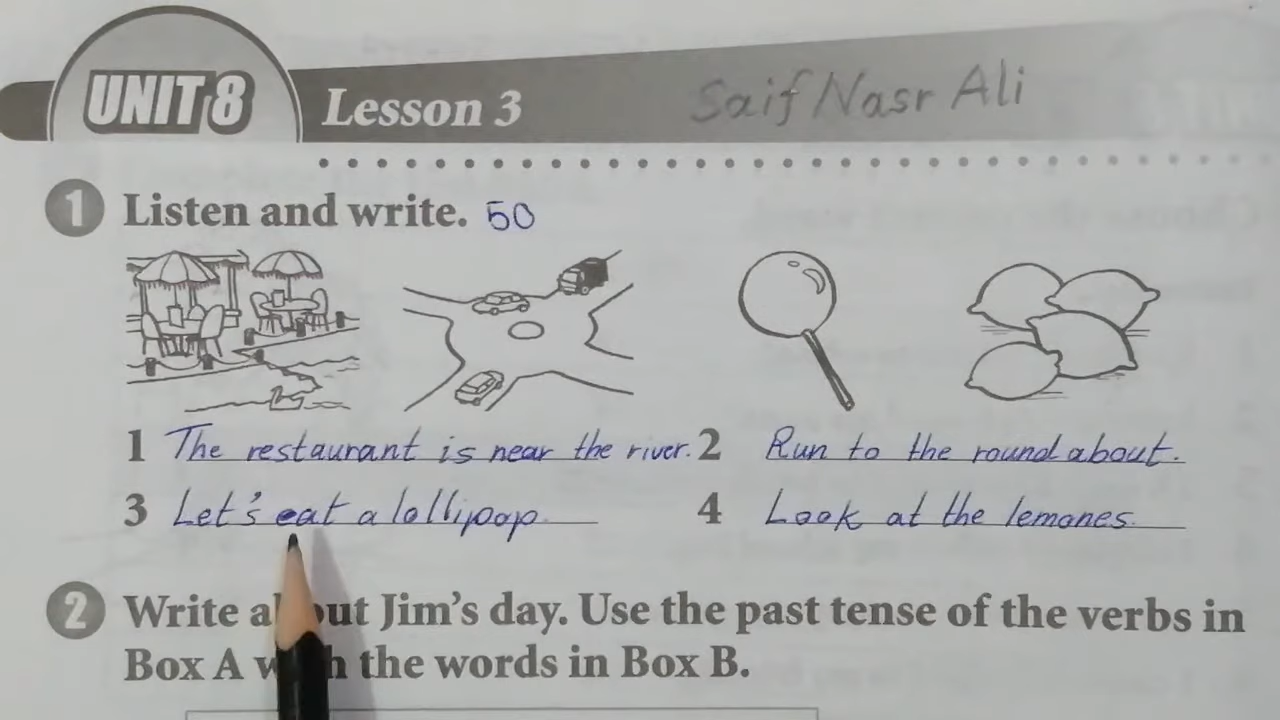 UNIT 8 Lesson 3 Saif Nasr Ali
1 Listen and write. 50
1 The restaurant is near the river. 2 Run to the roundabout.
3 Let's eat a lollipop. 4 Look at the lemones.
2 Write about Jim's day. Use the past tense of the verbs in
Box A with the words in Box B.